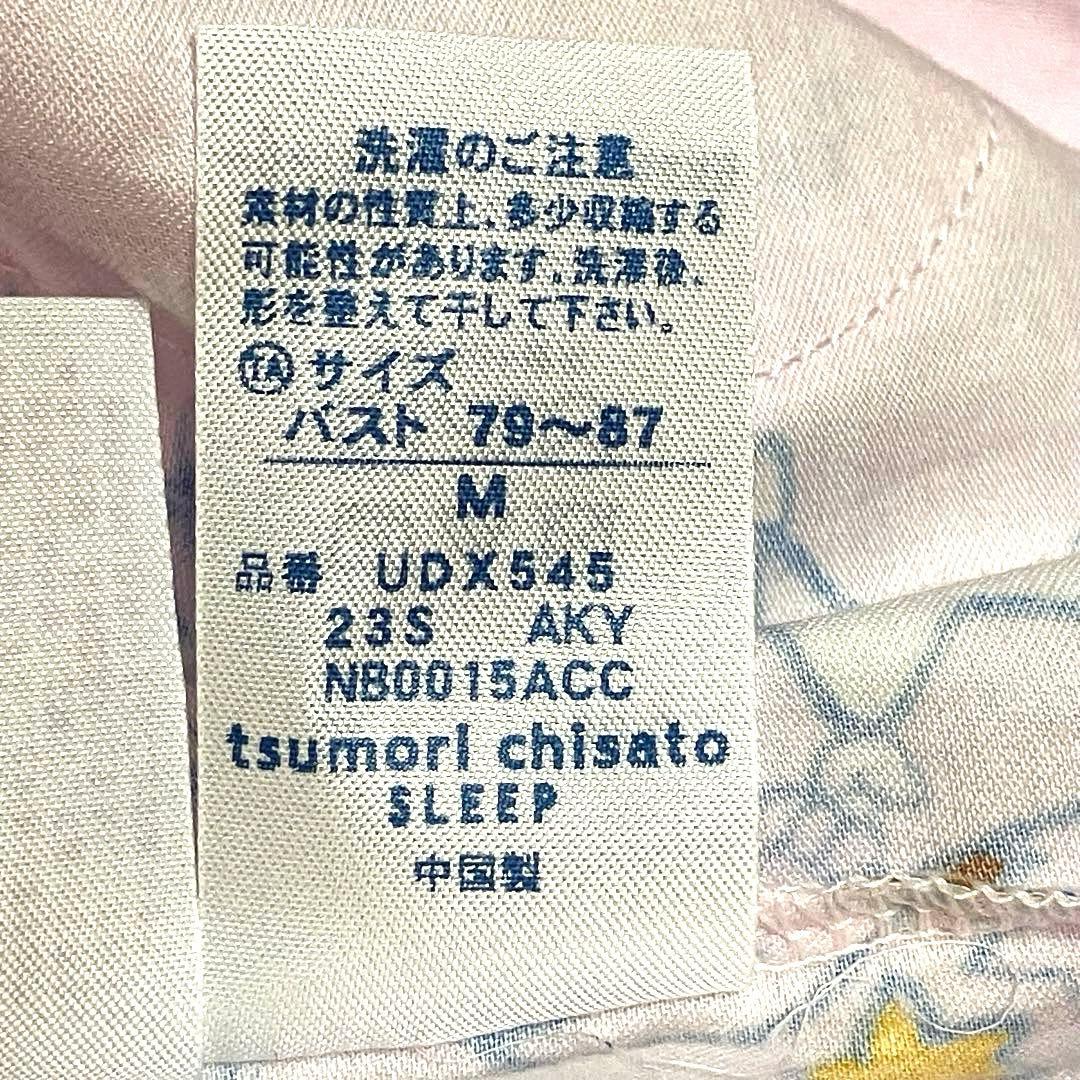 洗濯のご注意
素材の性質上、多少収縮する
可能性があります。洗濯後、
形を整えて干して下さい。
1A サイズ
バスト 79〜87
M
品番 UDX545
23S AKY
NB0015ACC
tsumori chisato
SLEEP
中国製